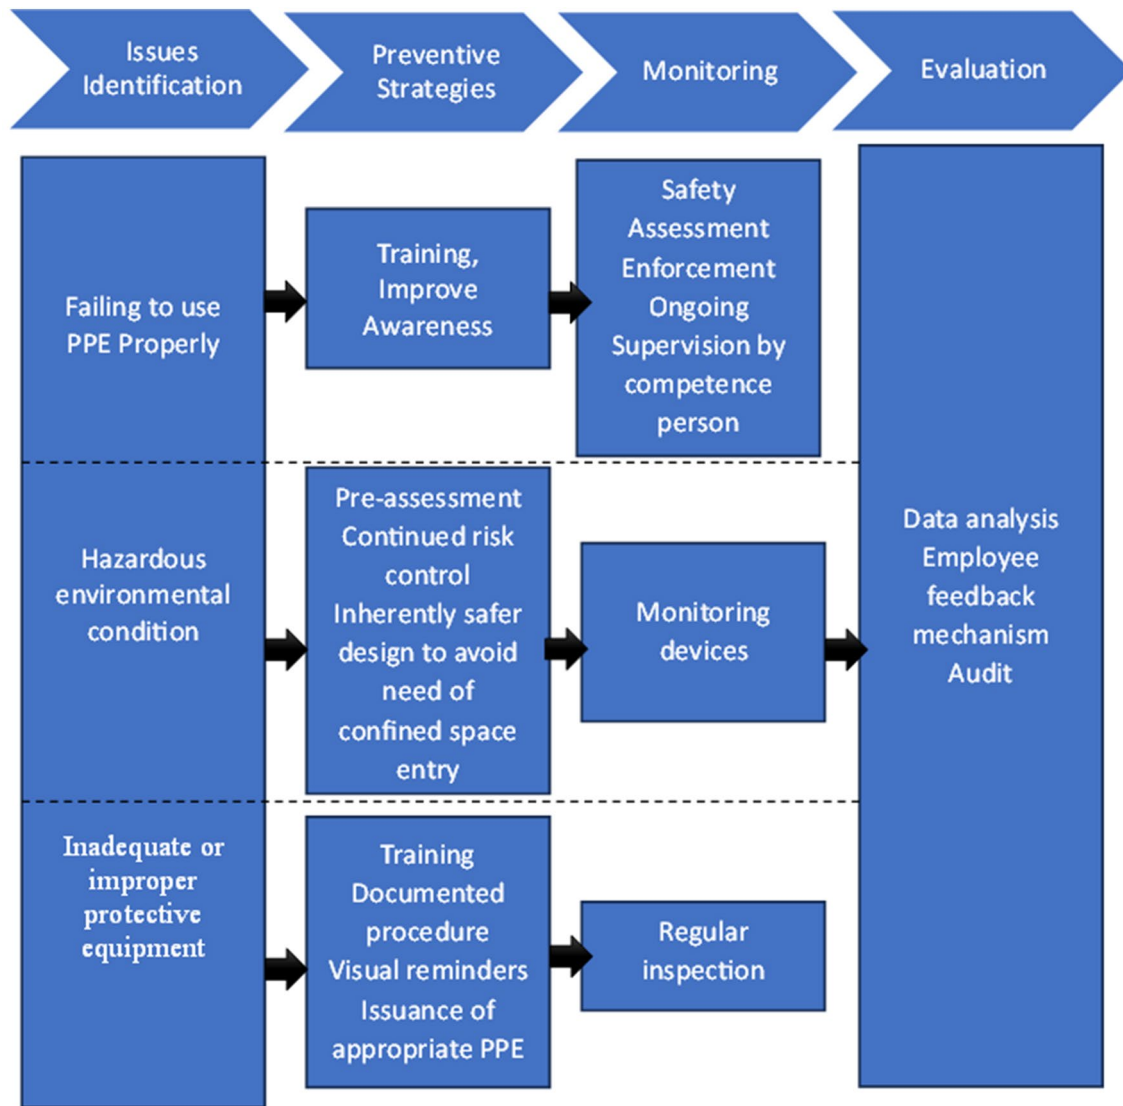 Issues
Identification
Preventive
Strategies
Monitoring
Evaluation
Failing to use
PPE Properly
Training,
Improve
Awareness
Safety
Assessment
Enforcement
Ongoing
Supervision by
competence
person
Hazardous
environmental
condition
Pre-assessment
Continued risk
control
Inherently safer
design to avoid
need of
confined space
entry
Monitoring
devices
Inadequate or
improper
protective
equipment
Training
Documented
procedure
Visual reminders
Issuance of
appropriate PPE
Regular
inspection
Data analysis
Employee
feedback
mechanism
Audit